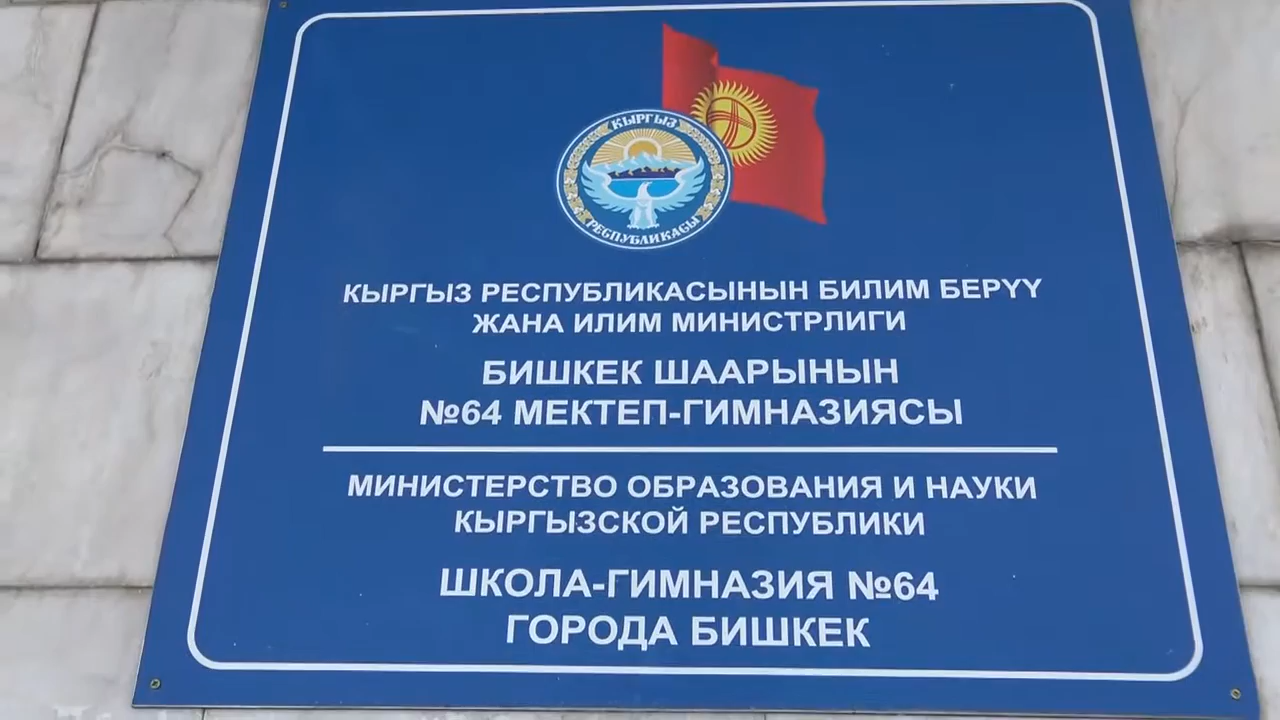 КЫРГЫЗ
РЕСПУБЛИКАСЫ
КЫРГЫЗ РЕСПУБЛИКАСЫНЫН БИЛИМ БЕРҮҮ
ЖАНА ИЛИМ МИНИСТРЛИГИ
БИШКЕК ШААРЫНЫН
№64 МЕКТЕП-ГИМНАЗИЯСЫ
МИНИСТЕРСТВО ОБРАЗОВАНИЯ И НАУКИ
КЫРГЫЗСКОЙ РЕСПУБЛИКИ
ШКОЛА-ГИМНАЗИЯ №64
ГОРОДА БИШКЕК